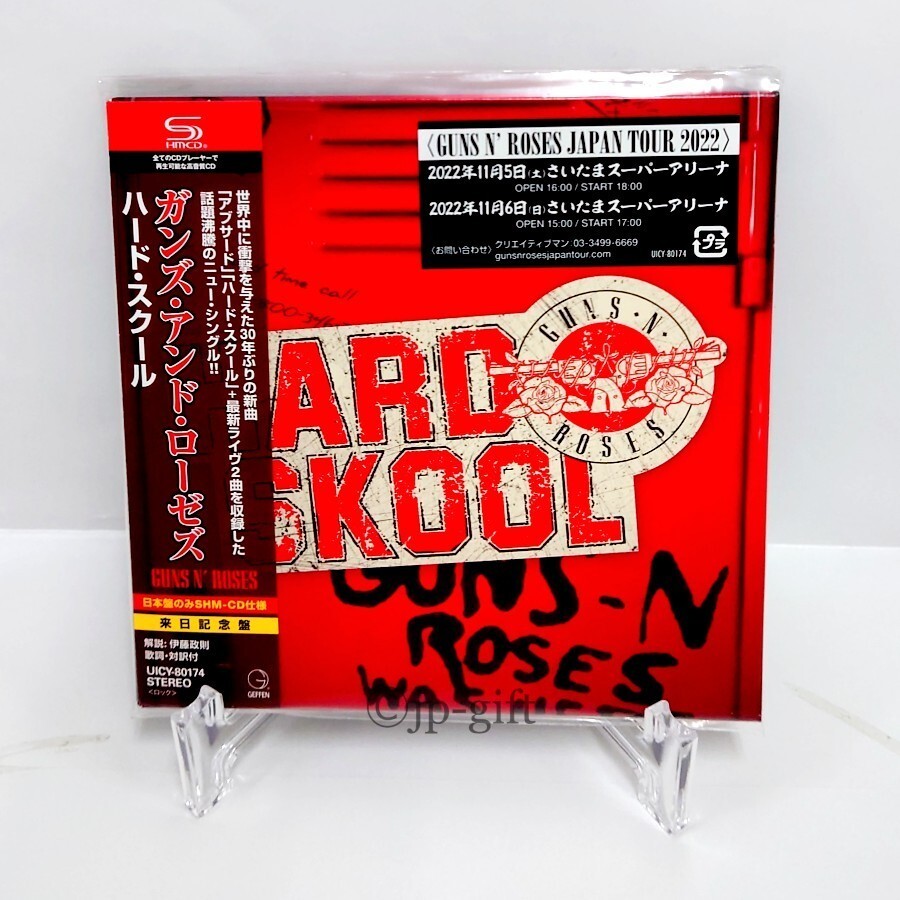 SHM-CD
全てのCDプレーヤーで
再生可能な高音質CD
世界中に衝撃を与えた30年ぶりの新曲
「アブサード」「ハード・スクール」+最新ライヴ2曲を収録した
話題沸騰のニュー・シングル!!
ガンズ・アンド・ローゼズ
ハード・スクール
GUNS N' ROSES
日本盤のみSHM-CD仕様
来日記念盤
解説: 伊藤政則
歌詞・対訳付
UICY-80174
STEREO
<ロック>
GEFFEN
〈GUNS N' ROSES JAPAN TOUR 2022〉
2022年11月5日(土)さいたまスーパーアリーナ
OPEN 16:00 / START 18:00
2022年11月6日(日)さいたまスーパーアリーナ
OPEN 15:00 / START 17:00
〈お問い合わせ〉クリエイティブマン: 03-3499-6669
gunsnrosesjapantour.com
UICY-80174
プラ
time call
GUNS N'
ROSES
ARD
SKOOL
GUNS-N
ROSES
©jp-gift